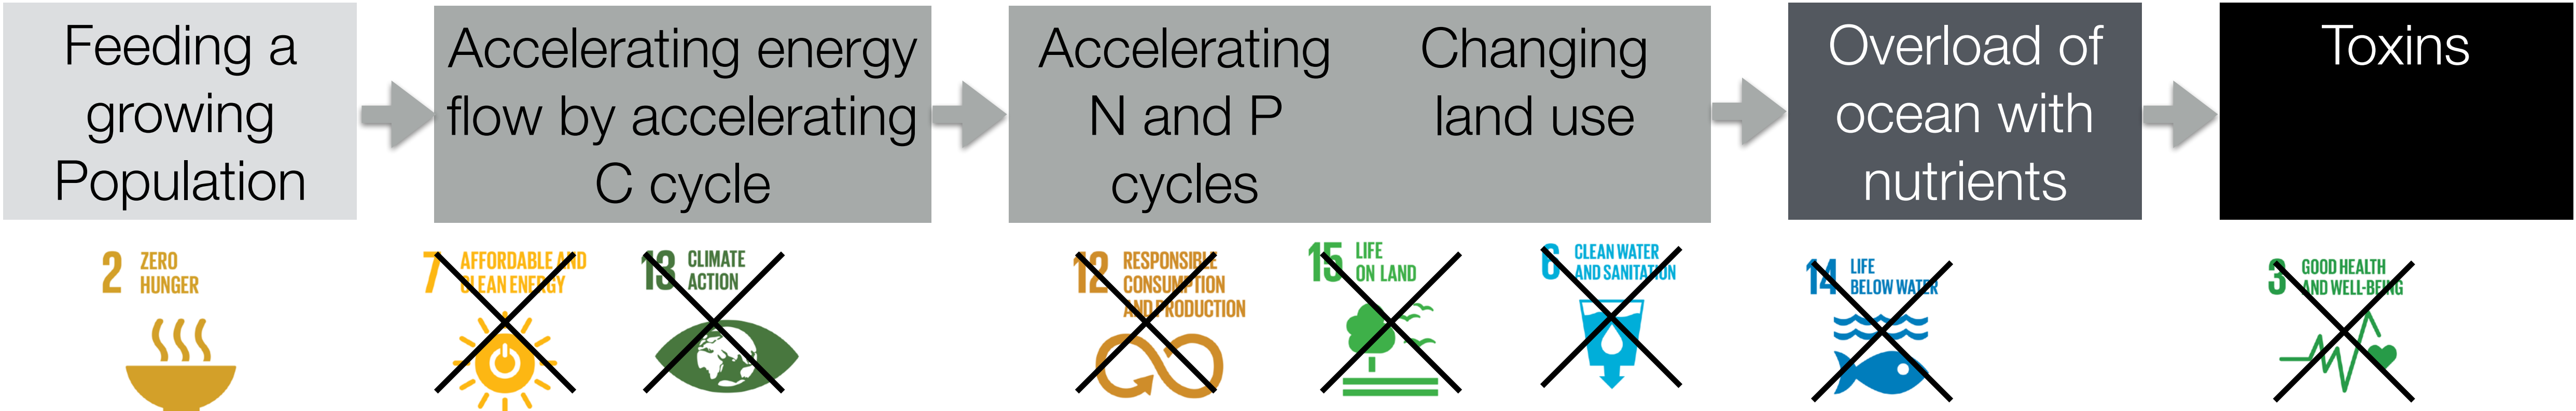 Feeding a
growing
Population
Accelerating energy
flow by accelerating
C cycle
Accelerating
N and P
cycles
Changing
land use
Overload of
ocean with
nutrients
Toxins
2 ZERO
HUNGER
7 AFFORDABLE AND
CLEAN ENERGY
13 CLIMATE
ACTION
12 RESPONSIBLE
CONSUMPTION
AND PRODUCTION
15 LIFE
ON LAND
6 CLEAN WATER
AND SANITATION
14 LIFE
BELOW WATER
3 GOOD HEALTH
AND WELL-BEING